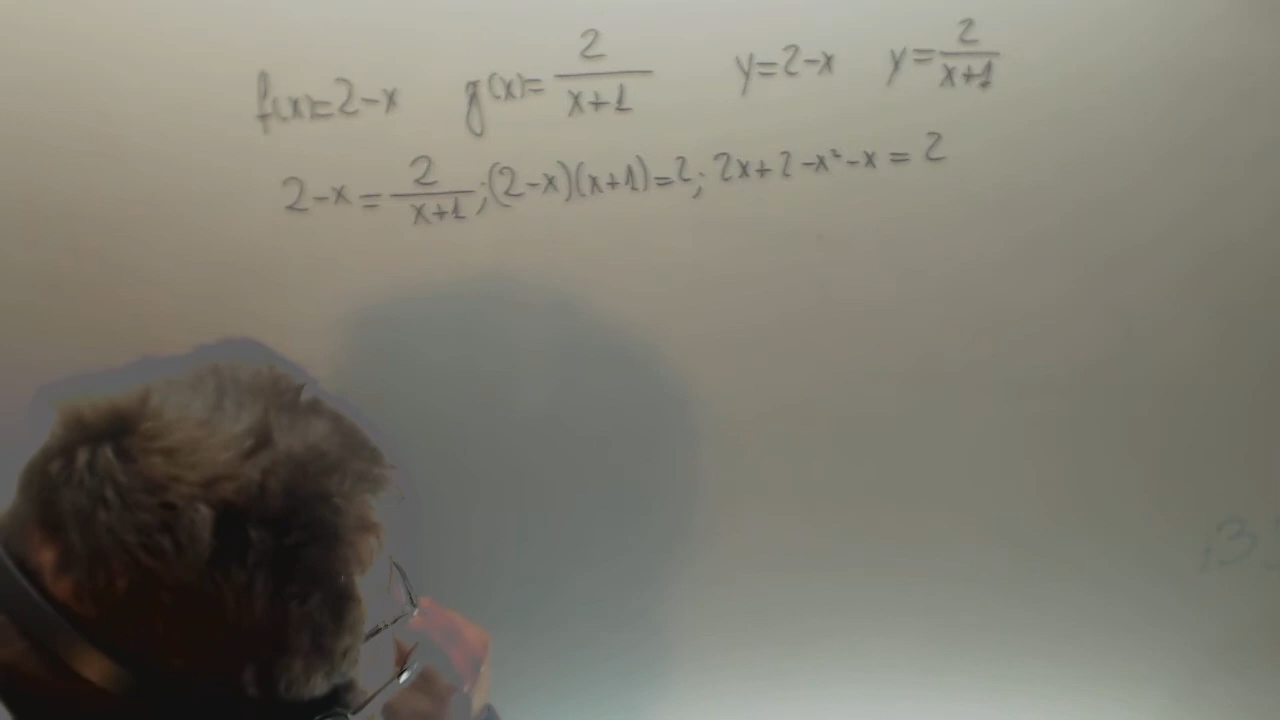 f(x)=2-x g(x)=2/(x+1) y=2-x y=2/(x+1)
2-x=2/(x+1);(2-x)(x+1)=2; 2x+2-x²-x=2